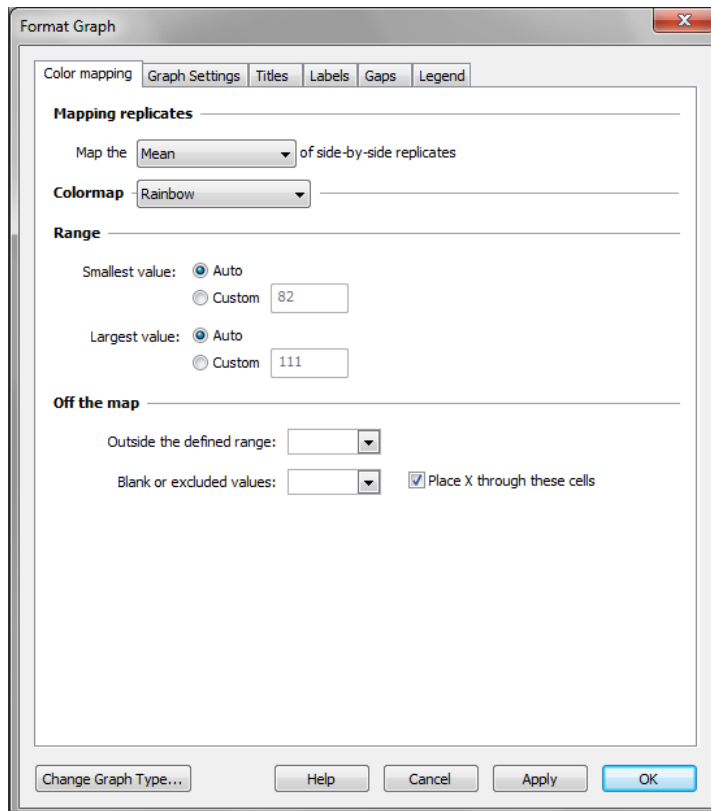 Format Graph
Color mapping Graph Settings Titles Labels Gaps Legend
Mapping replicates
Map the Mean of side-by-side replicates
Colormap Rainbow
Range
Smallest value: Auto
Custom 82
Largest value: Auto
Custom 111
Off the map
Outside the defined range:
Blank or excluded values: Place X through these cells
Change Graph Type... Help Cancel Apply OK